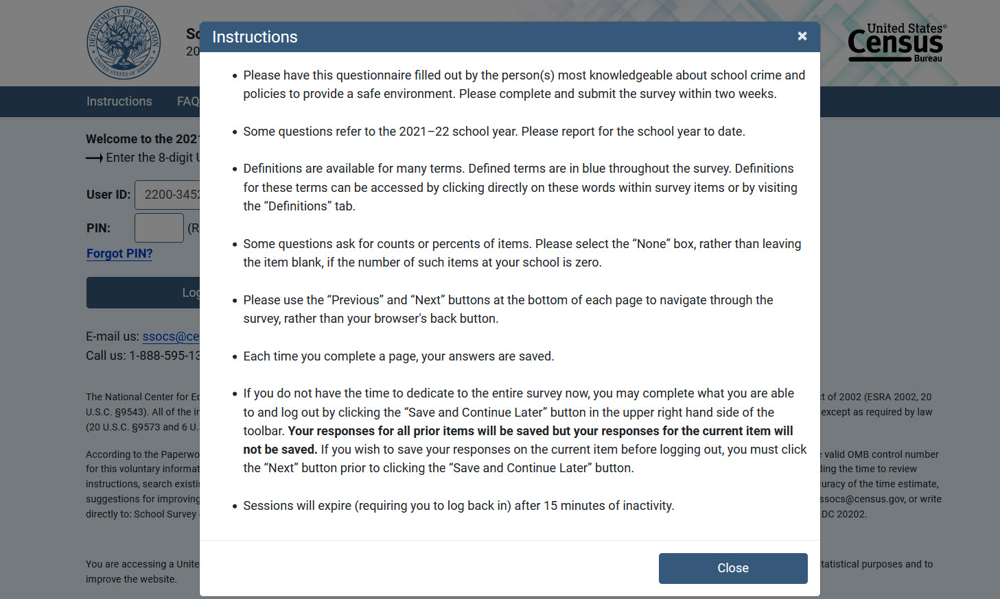 DEPARTMENT OF EDUCATION
UNITED STATES OF AMERICA
20
United States®
Census
Bureau
Instructions
FAQ
Welcome to the 2021
Enter the 8-digit
User ID: 2200-3452
PIN:
Forgot PIN?
E-mail us: ssocs@ce
Call us: 1-888-595-13
The National Center for
U.S.C. §9543). All of the
(20 U.S.C. §9573 and 6 U.S.
According to the
for this voluntary
instructions, search
suggestions for improving
directly to: School Survey
You are accessing a
improve the website.
Instructions ×
• Please have this questionnaire filled out by the person(s) most knowledgeable about school crime and
policies to provide a safe environment. Please complete and submit the survey within two weeks.
• Some questions refer to the 2021–22 school year. Please report for the school year to date.
• Definitions are available for many terms. Defined terms are in blue throughout the survey. Definitions
for these terms can be accessed by clicking directly on these words within survey items or by visiting
the “Definitions” tab.
• Some questions ask for counts or percents of items. Please select the “None” box, rather than leaving
the item blank, if the number of such items at your school is zero.
• Please use the “Previous” and “Next” buttons at the bottom of each page to navigate through the
survey, rather than your browser's back button.
• Each time you complete a page, your answers are saved.
• If you do not have the time to dedicate to the entire survey now, you may complete what you are able
to and log out by clicking the “Save and Continue Later” button in the upper right hand side of the
toolbar. Your responses for all prior items will be saved but your responses for the current item will
not be saved. If you wish to save your responses on the current item before logging out, you must click
the “Next” button prior to clicking the “Save and Continue Later” button.
• Sessions will expire (requiring you to log back in) after 15 minutes of inactivity.
Close
of 2002 (ESRA 2002, 20
except as required by law
valid OMB control number
the time to review
of the time estimate,
ssocs@census.gov, or write
DC 20202.
purposes and to